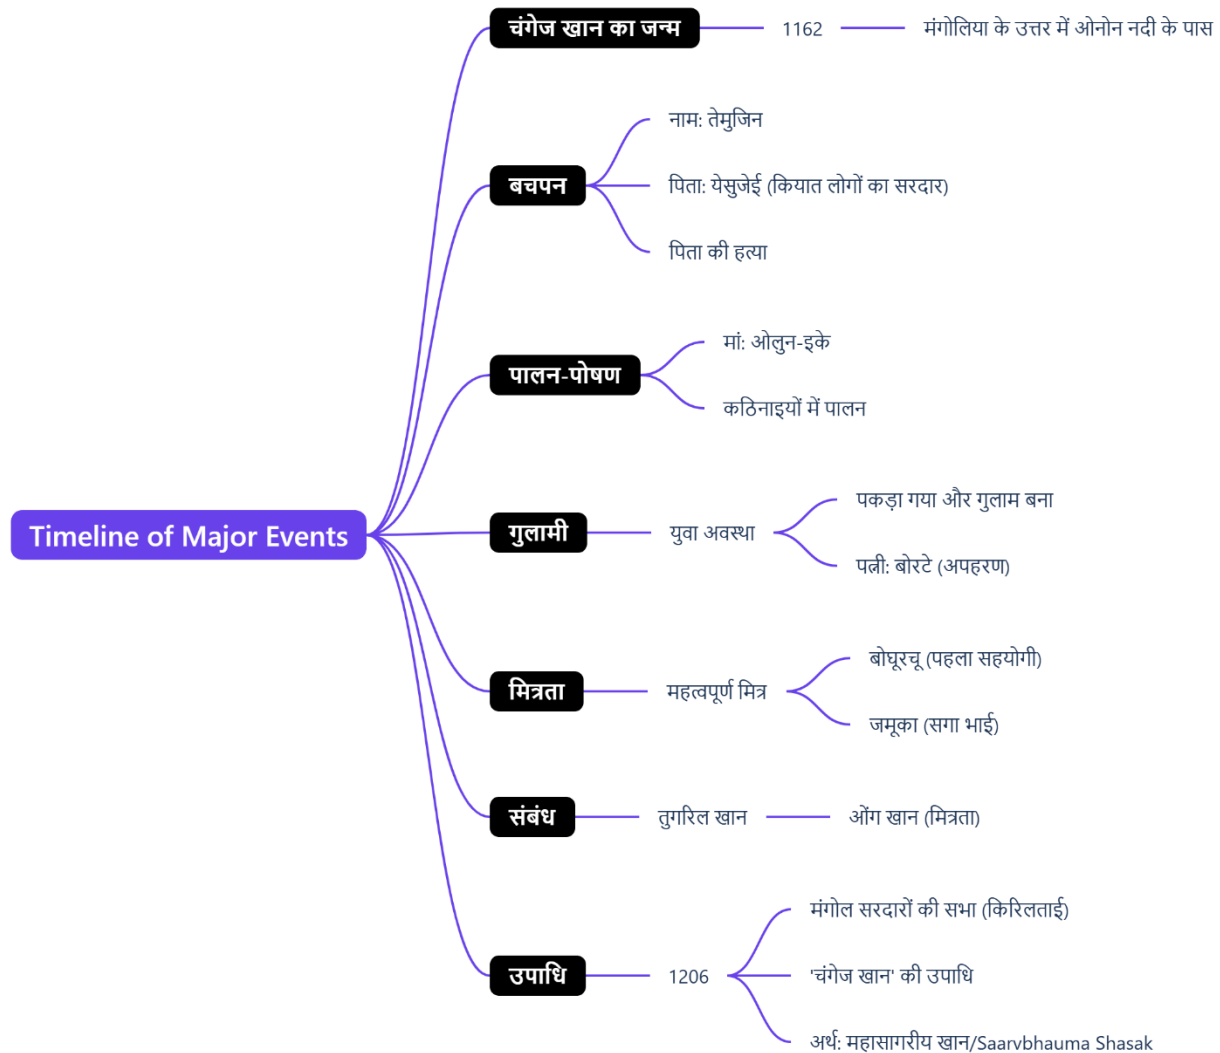 चंगेज खान का जन्म
1162
मंगोलिया के उत्तर में ओनोन नदी के पास
बचपन
नाम: तेमुजिन
पिता: येसुजेई (कियात लोगों का सरदार)
पिता की हत्या
पालन-पोषण
मां: ओलुन-इके
कठिनाइयों में पालन
Timeline of Major Events
गुलामी
युवा अवस्था
पकड़ा गया और गुलाम बना
पत्नी: बोरटे (अपहरण)
मित्रता
महत्वपूर्ण मित्र
बोघूरचू (पहला सहयोगी)
जमूका (सगा भाई)
संबंध
तुगरिल खान
ओंग खान (मित्रता)
उपाधि
1206
मंगोल सरदारों की सभा (किरिलताई)
'चंगेज खान' की उपाधि
अर्थ: महासागरीय खान/Saarvbhauma Shasak